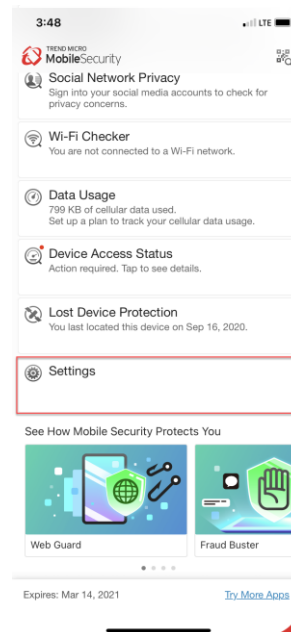 3:48
LTE
TREND MICRO
MobileSecurity
Social Network Privacy
Sign into your social media accounts to check for
privacy concerns.
Wi-Fi Checker
You are not connected to a Wi-Fi network.
Data Usage
799 KB of cellular data used.
Set up a plan to track your cellular data usage.
Device Access Status
Action required. Tap to see details.
Lost Device Protection
You last located this device on Sep 16, 2020.
Settings
See How Mobile Security Protects You
Web Guard
Fraud Buster
Expires: Mar 14, 2021
Try More Apps